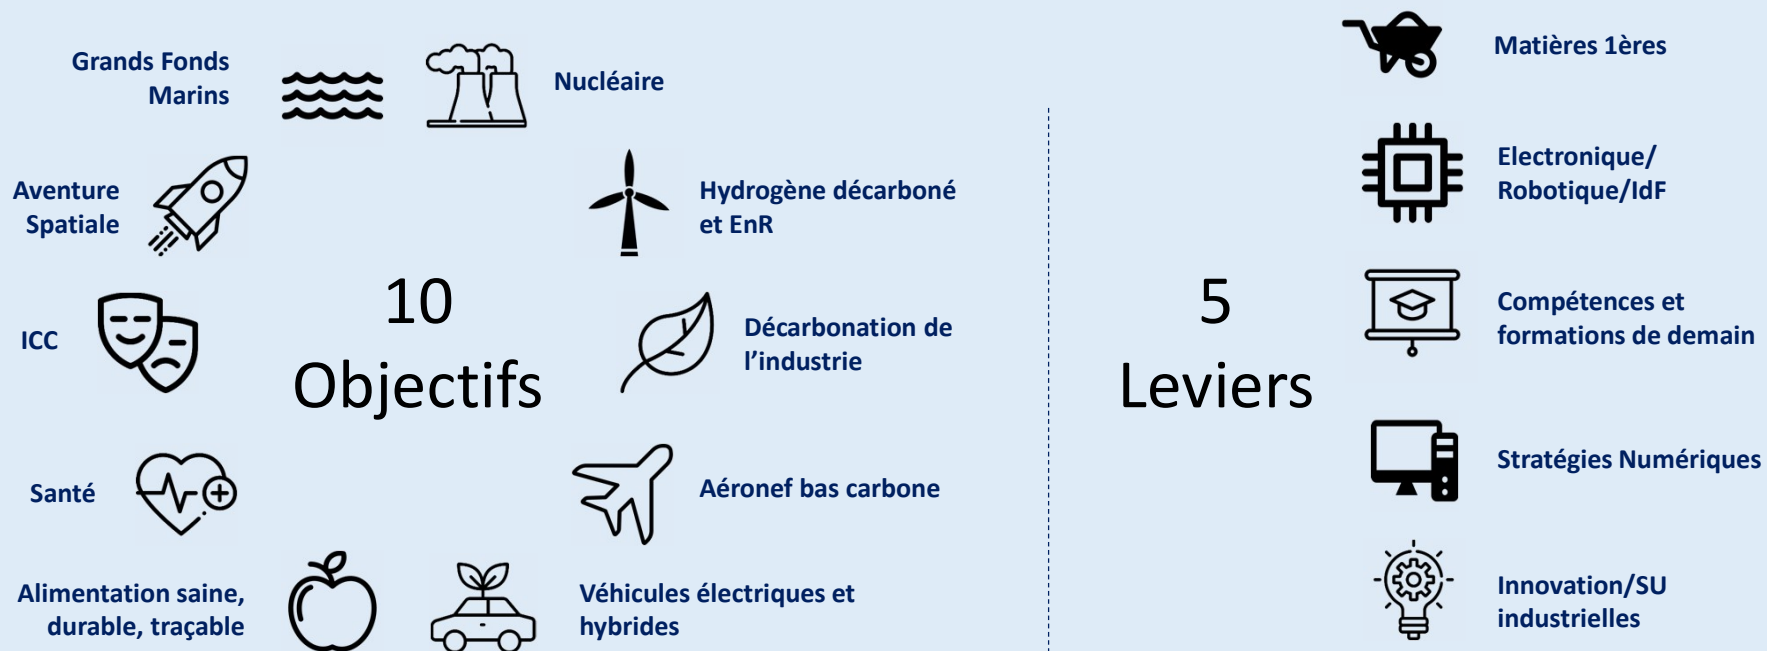 Grands Fonds
Marins
Nucléaire
Aventure
Spatiale
Hydrogène décarboné
et EnR
ICC
10
Objectifs
Décarbonation de
l’industrie
Santé
Aéronef bas carbone
Alimentation saine,
durable, traçable
Véhicules électriques et
hybrides
5
Leviers
Matières 1ères
Electronique/
Robotique/IdF
Compétences et
formations de demain
Stratégies Numériques
Innovation/SU
industrielles